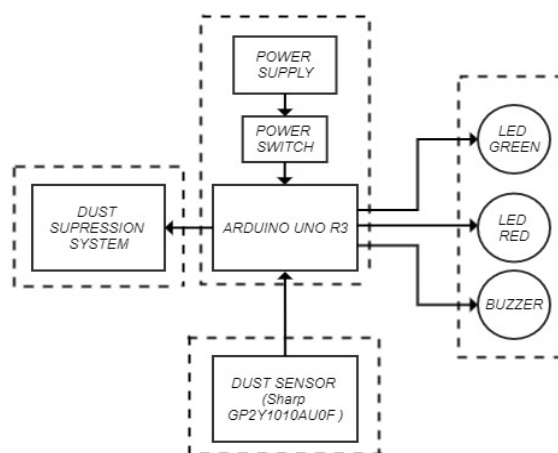 POWER
SUPPLY
POWER
SWITCH
ARDUINO UNO R3
DUST
SUPRESSION
SYSTEM
LED
GREEN
LED
RED
BUZZER
DUST SENSOR
(Sharp
GP2Y1010AU0F )